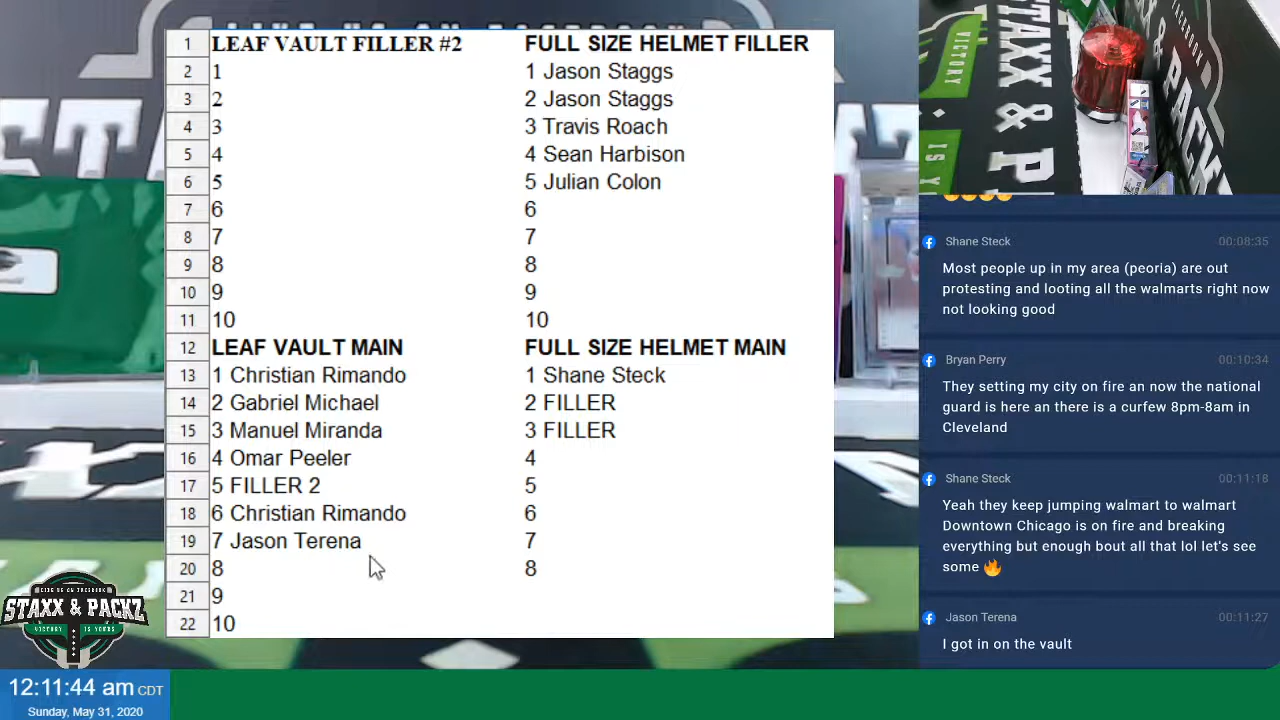 1 LEAF VAULT FILLER #2 FULL SIZE HELMET FILLER
2 1 1 Jason Staggs
3 2 2 Jason Staggs
4 3 3 Travis Roach
5 4 4 Sean Harbison
6 5 5 Julian Colon
7 6 6
8 7 7
9 8 8
10 9 9
11 10 10
12 LEAF VAULT MAIN FULL SIZE HELMET MAIN
13 1 Christian Rimando 1 Shane Steck
14 2 Gabriel Michael 2 FILLER
15 3 Manuel Miranda 3 FILLER
16 4 Omar Peeler 4
17 5 FILLER 2 5
18 6 Christian Rimando 6
19 7 Jason Terena 7
20 8 8
21 9
22 10
STAXX & PACKZ
VICTORY IS YOURS
12:11:44 am CDT
Sunday, May 31, 2020
VICTORY
STAXX & P
IS Y
Shane Steck 00:08:35
Most people up in my area (peoria) are out
protesting and looting all the walmarts right now
not looking good
Bryan Perry 00:10:34
They setting my city on fire an now the national
guard is here an there is a curfew 8pm-8am in
Cleveland
Shane Steck 00:11:18
Yeah they keep jumping walmart to walmart
Downtown Chicago is on fire and breaking
everything but enough bout all that lol let's see
some 🔥
Jason Terena 00:11:27
I got in on the vault